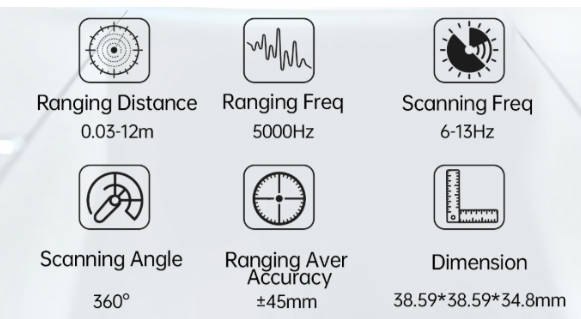 Ranging Distance
Ranging Freq
Scanning Freq
0.03-12m
5000Hz
6-13Hz
Scanning Angle
Ranging Aver
Accuracy
Dimension
360°
±45mm
38.59*38.59*34.8mm